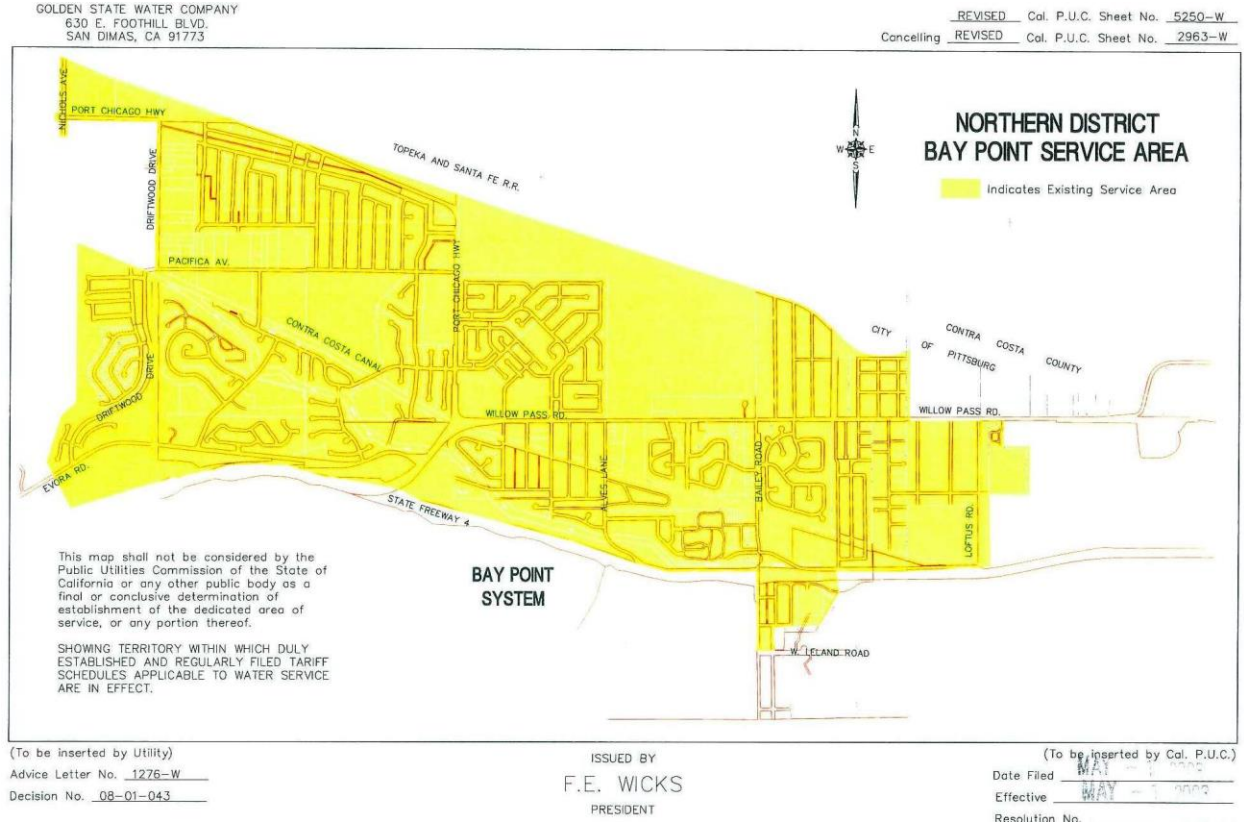 GOLDEN STATE WATER COMPANY
630 E. FOOTHILL BLVD.
SAN DIMAS, CA 91773
REVISED Cal. P.U.C. Sheet No. 5250-W
Cancelling REVISED Cal. P.U.C. Sheet No. 2963-W
NORTHERN DISTRICT
BAY POINT SERVICE AREA
Indicates Existing Service Area
N
W E
S
NICHOLS AVE
PORT CHICAGO HWY
TOPEKA AND SANTA FE R.R.
DRIFTWOOD DRIVE
PACIFICA AV.
PORT CHICAGO HWY
CONTRA COSTA CANAL
CITY OF PITTSBURG
CONTRA COSTA COUNTY
DRIFTWOOD DRIVE
WILLOW PASS RD.
WILLOW PASS RD.
EVORA RD.
STATE FREEWAY 4
ALVES LANE
BAILEY ROAD
LOFTUS RD.
W. LELAND ROAD
BAY POINT
SYSTEM
This map shall not be considered by the
Public Utilities Commission of the State of
California or any other public body as a
final or conclusive determination of
establishment of the dedicated area of
service, or any portion thereof.
SHOWING TERRITORY WITHIN WHICH DULY
ESTABLISHED AND REGULARLY FILED TARIFF
SCHEDULES APPLICABLE TO WATER SERVICE
ARE IN EFFECT.
(To be inserted by Utility)
Advice Letter No. 1276-W
Decision No. 08-01-043
ISSUED BY
F.E. WICKS
PRESIDENT
(To be inserted by Cal. P.U.C.)
Date Filed MAY
Effective MAY
Resolution No.